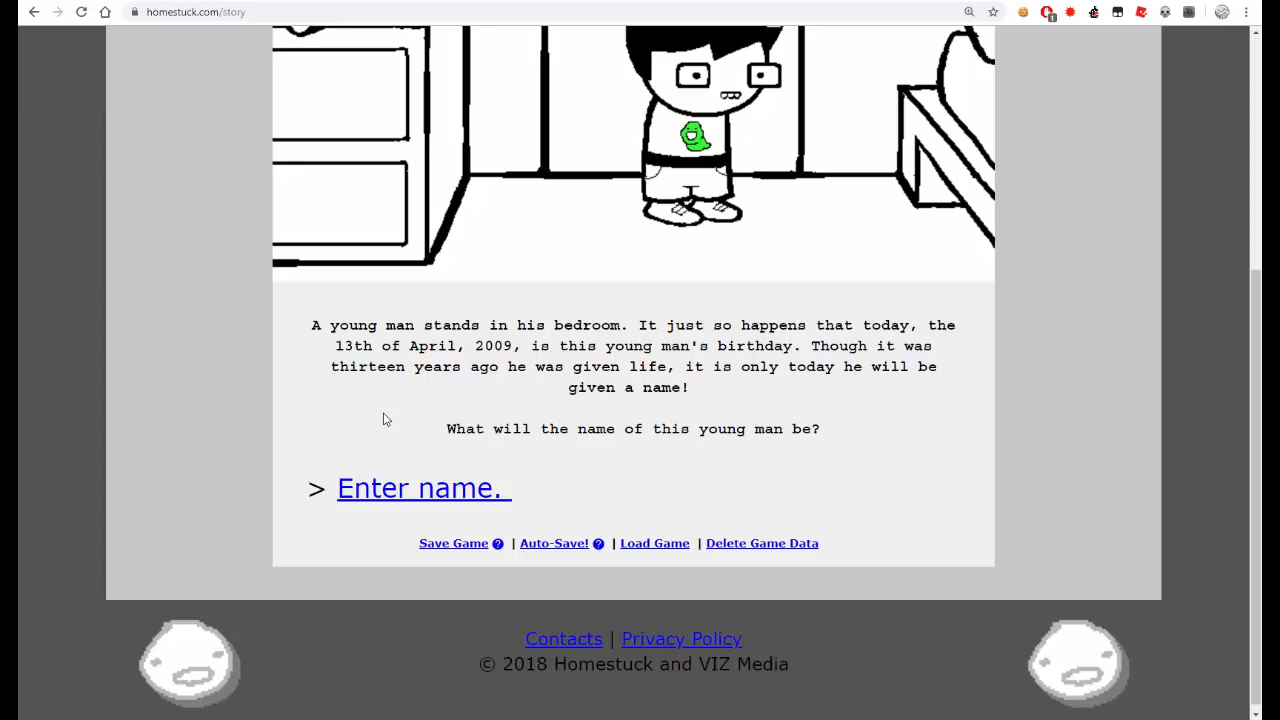 homestuck.com/story
1
A young man stands in his bedroom. It just so happens that today, the
13th of April, 2009, is this young man's birthday. Though it was
thirteen years ago he was given life, it is only today he will be
given a name!
What will the name of this young man be?
> Enter name.
Save Game ? | Auto-Save! ? | Load Game | Delete Game Data
Contacts | Privacy Policy
© 2018 Homestuck and VIZ Media